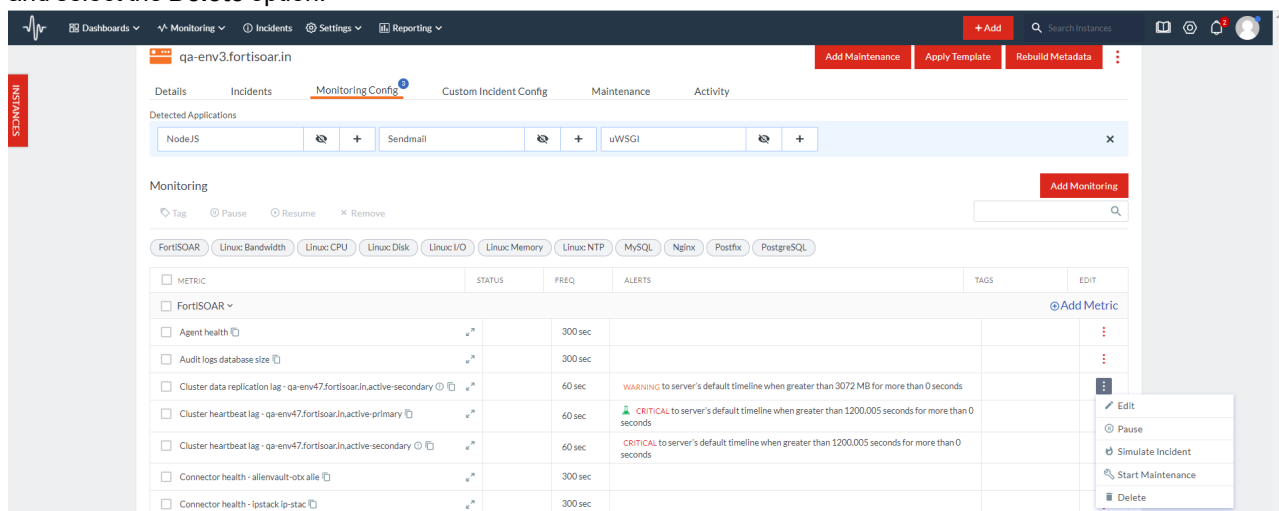 and select the Delete option.
Dashboards Monitoring Incidents Settings Reporting +Add Search Instances 2
qa-env3.fortisoar.in Add Maintenance Apply Template Rebuild Metadata
INSTANCES
Details Incidents Monitoring Config 3 Custom Incident Config Maintenance Activity
Detected Applications
NodeJS + Sendmail + uWSGI +
Monitoring Add Monitoring
Tag Pause Resume × Remove
FortiSOAR Linux: Bandwidth Linux: CPU Linux: Disk Linux: I/O Linux: Memory Linux: NTP MySQL Nginx Postfix PostgreSQL
METRIC STATUS FREQ ALERTS TAGS EDIT
FortiSOAR Add Metric
Agent health 300 sec
Audit logs database size 300 sec
Cluster data replication lag - qa-env47.fortisoar.in,active-secondary 60 sec WARNING to server's default timeline when greater than 3072 MB for more than 0 seconds
Cluster heartbeat lag - qa-env47.fortisoar.in,active-primary 60 sec CRITICAL to server's default timeline when greater than 1200.005 seconds for more than 0
seconds
Cluster heartbeat lag - qa-env47.fortisoar.in,active-secondary 60 sec CRITICAL to server's default timeline when greater than 1200.005 seconds for more than 0
seconds
Connector health - alienvault-otx alie 300 sec
Connector health - ipstack ip-stac 300 sec
Edit
Pause
Simulate Incident
Start Maintenance
Delete